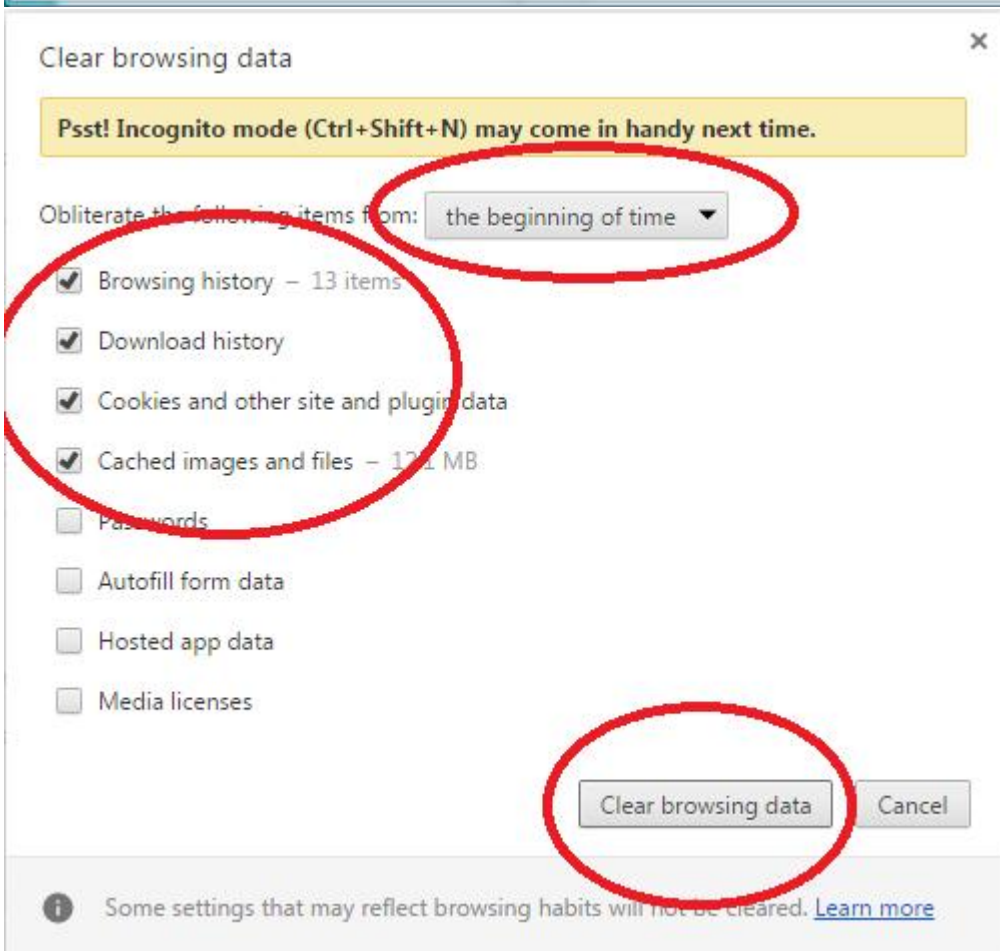 Clear browsing data
Psst! Incognito mode (Ctrl+Shift+N) may come in handy next time.
Obliterate the following items from: the beginning of time
Browsing history – 13 items
Download history
Cookies and other site and plugin data
Cached images and files – 121 MB
Passwords
Autofill form data
Hosted app data
Media licenses
Clear browsing data Cancel
Some settings that may reflect browsing habits will not be cleared. Learn more